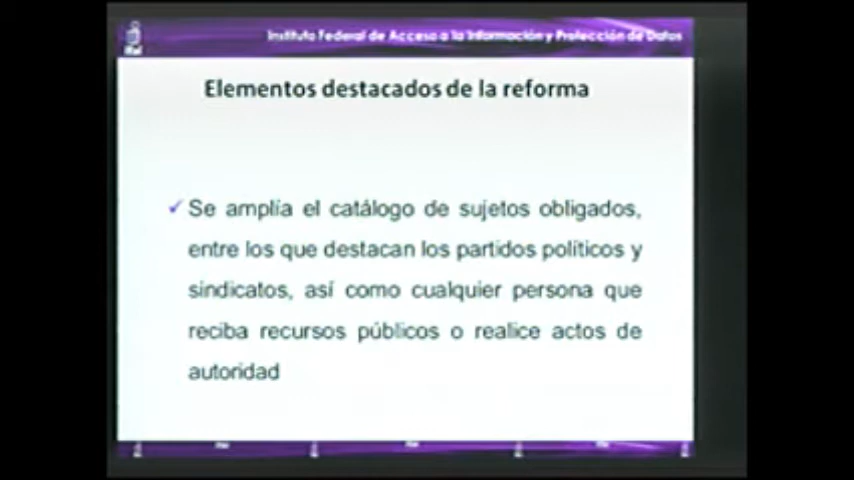 Instituto Federal de Acceso a la Información y Protección de Datos
Elementos destacados de la reforma
✓ Se amplía el catálogo de sujetos obligados,
entre los que destacan los partidos políticos y
sindicatos, así como cualquier persona que
reciba recursos públicos o realice actos de
autoridad